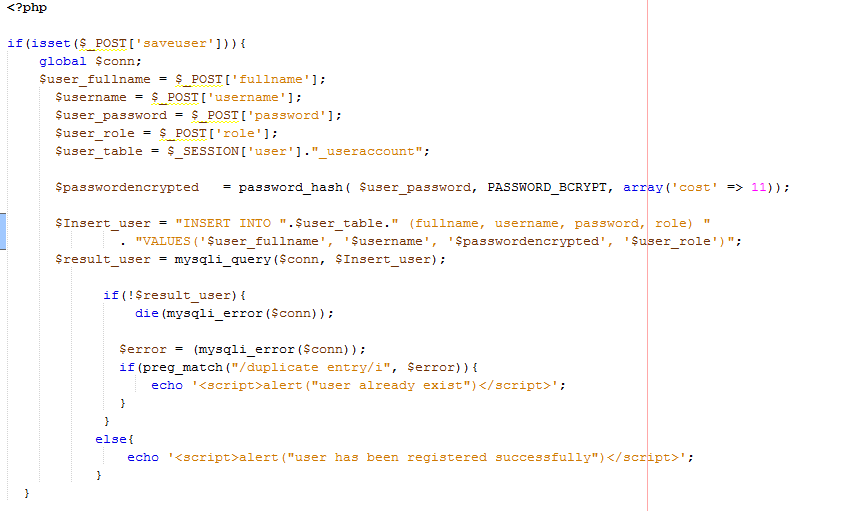 <?php
if(isset($_POST['saveuser'])){
global $conn;
$user_fullname = $_POST['fullname'];
$username = $_POST['username'];
$user_password = $_POST['password'];
$user_role = $_POST['role'];
$user_table = $_SESSION['user']."_useraccount";
$passwordencrypted   = password_hash( $user_password, PASSWORD_BCRYPT, array('cost' => 11));
$Insert_user = "INSERT INTO ".$user_table." (fullname, username, password, role) "
. "VALUES('$user_fullname', '$username', '$passwordencrypted', '$user_role')";
$result_user = mysqli_query($conn, $Insert_user);
if(!$result_user){
die(mysqli_error($conn));
$error = (mysqli_error($conn));
if(preg_match("/duplicate entry/i", $error)){
echo '<script>alert("user already exist")</script>';
}
}
else{
echo '<script>alert("user has been registered successfully")</script>';
}
}